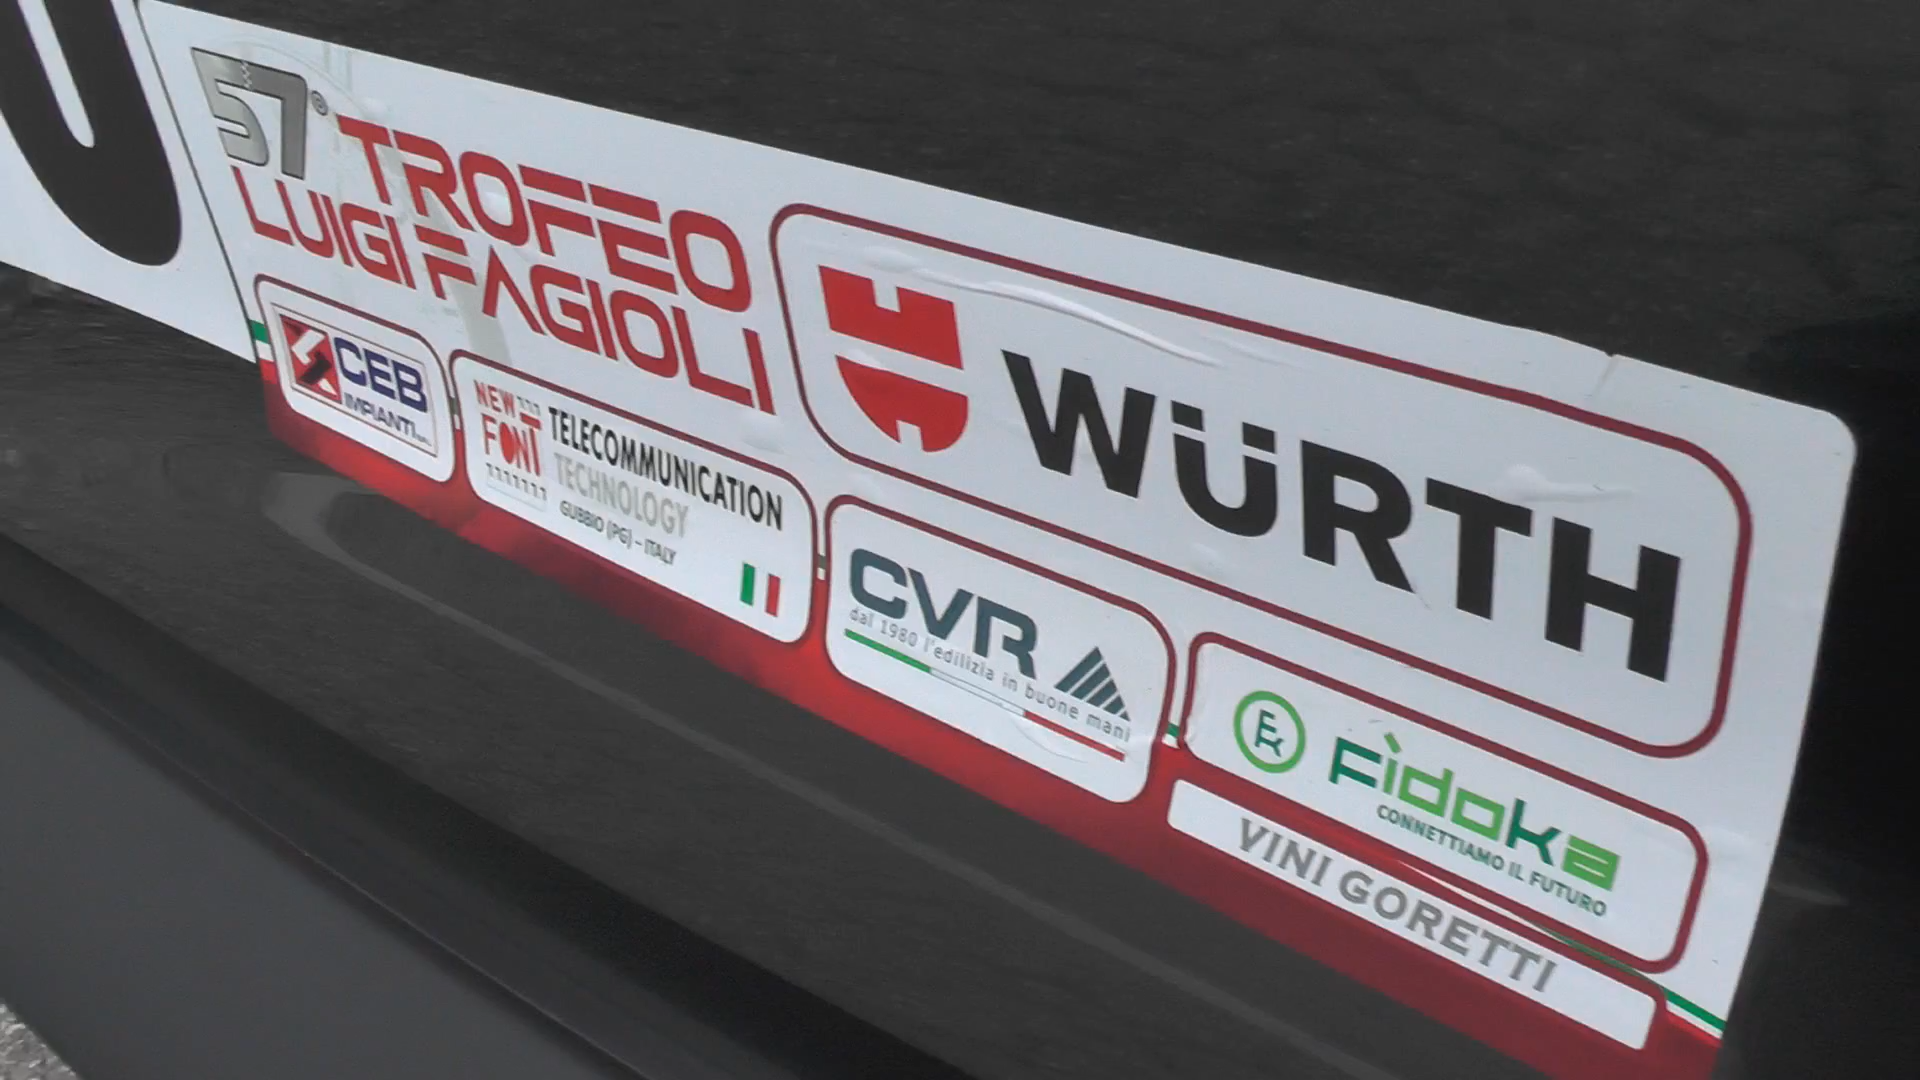 57°
TROFEO
LUIGI FAGIOLI
WÜRTH
CEB
IMPIANTI
NEW
FONT
TELECOMMUNICATION
TECHNOLOGY
GUBBIO (PG) - ITALY
CVR
dal 1980 l'edilizia in buone mani
Fìdoka
CONNETTIAMO IL FUTURO
VINI GORETTI